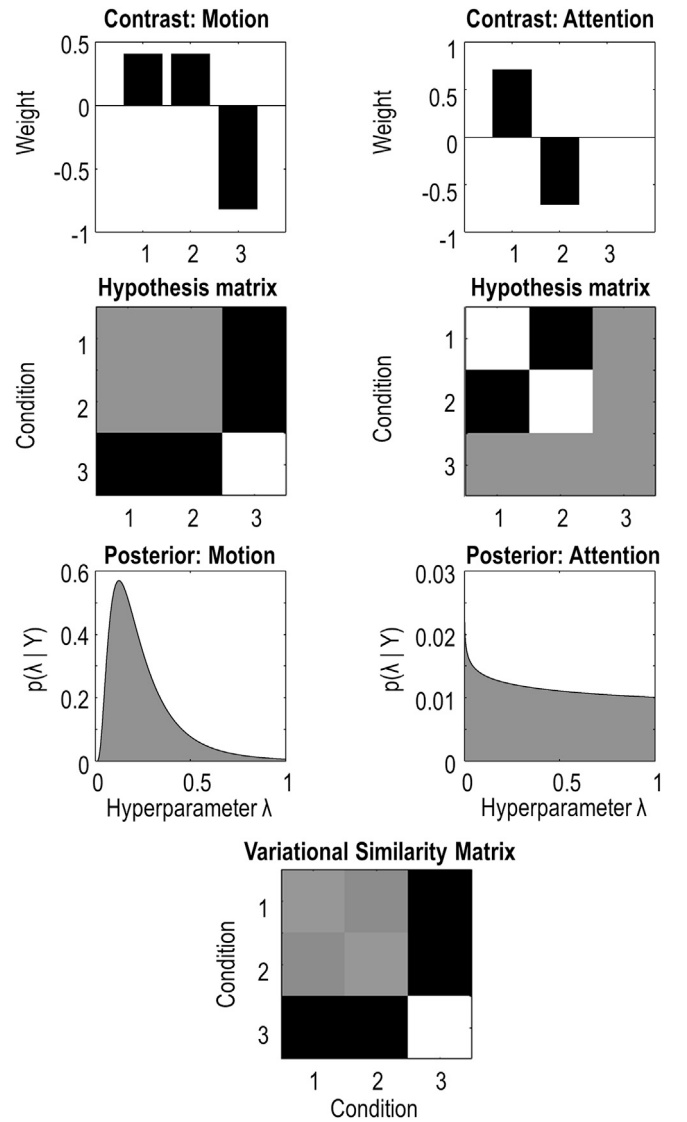 Contrast: Motion
0.5
0
-0.5
-1
Weight
1 2 3
Contrast: Attention
1
0.5
0
-0.5
-1
Weight
1 2 3
Hypothesis matrix
1
2
3
Condition
1 2 3
Hypothesis matrix
1
2
3
Condition
1 2 3
Posterior: Motion
0.6
0.4
0.2
0
p(λ | Y)
0 0.5 1
Hyperparameter λ
Posterior: Attention
0.03
0.02
0.01
0
p(λ | Y)
0 0.5 1
Hyperparameter λ
Variational Similarity Matrix
1
2
3
Condition
1 2 3
Condition